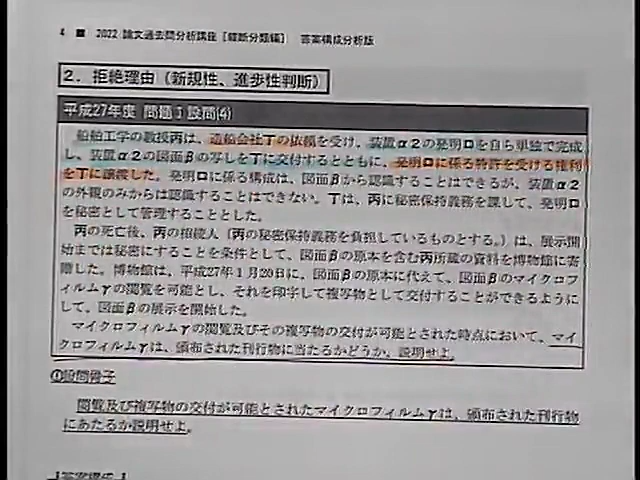 4 ■ 2022 論文過去問分析講座［縦断分類編］ 答案構成分析版
2．拒絶理由（新規性、進歩性判断）
平成27年度 問題Ⅰ設問(4)
船舶工学の教授丙は、造船会社丁の依頼を受け、装置α2の発明ロを自ら単独で完成
し、装置α2の図面βの写しを丁に交付するとともに、発明ロに係る特許を受ける権利
を丁に譲渡した。発明ロに係る構成は、図面βから認識することはできるが、装置α2
の外観のみからは認識することはできない。丁は、丙に秘密保持義務を課して、発明ロ
を秘密として管理することとした。
丙の死亡後、丙の相続人（丙の秘密保持義務を負担しているものとする。）は、展示開
始までは秘密にすることを条件として、図面βの原本を含む丙所蔵の資料を博物館に寄
贈した。博物館は、平成27年1月20日に、図面βの原本に代えて、図面βのマイクロフ
ィルムγの閲覧を可能とし、それを印字して複写物として交付することができるように
して、図面βの展示を開始した。
マイクロフィルムγの閲覧及びその複写物の交付が可能とされた時点において、マイ
クロフィルムγは、頒布された刊行物に当たるかどうか、説明せよ。
①設問骨子
閲覧及び複写物の交付が可能とされたマイクロフィルムγは、頒布された刊行物
にあたるか説明せよ。